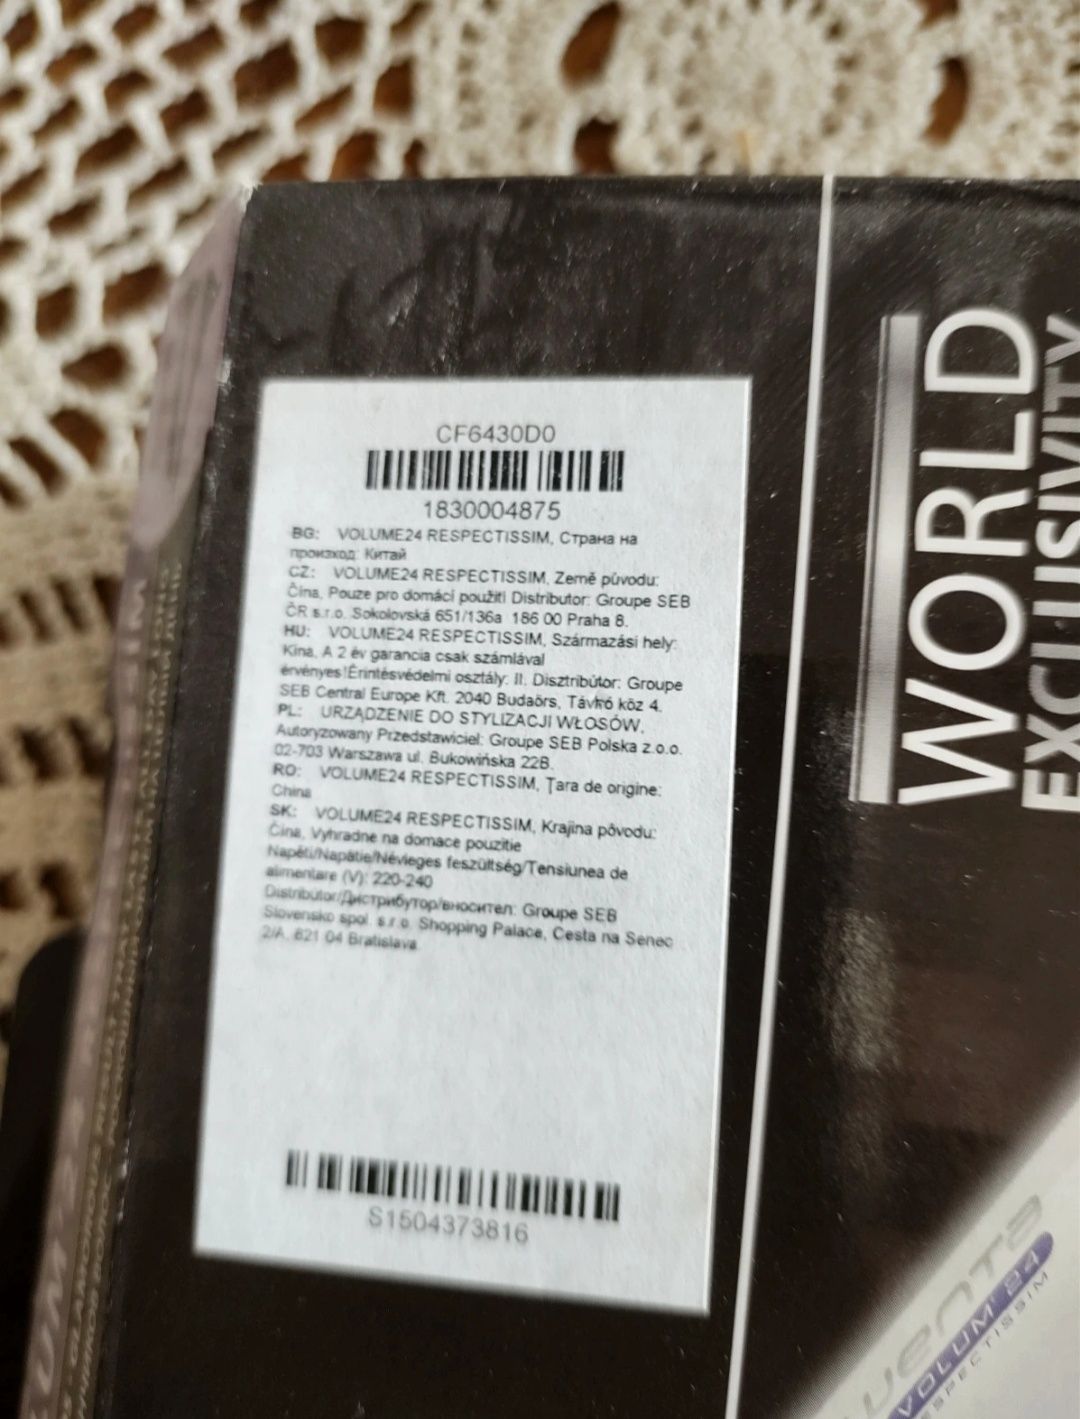 CF6430D0
1830004875
BG: VOLUME24 RESPECTISSIM, Страна на
произход: Китай
CZ: VOLUME24 RESPECTISSIM, Země původu:
Čína, Pouze pro domácí použití Distributor: Groupe SEB
ČR s.r.o. Sokolovská 651/136a 186 00 Praha 8.
HU: VOLUME24 RESPECTISSIM, Származási hely:
Kína, A 2 év garancia csak számlával
érvényes!Érintésvédelmi osztály: II. Disztribútor: Groupe
SEB Central Europe Kft. 2040 Budaörs, Távíró köz 4.
PL: URZĄDZENIE DO STYLIZACJI WŁOSÓW,
Autoryzowany Przedstawiciel: Groupe SEB Polska z.o.o.
02-703 Warszawa ul. Bukowińska 22B.
RO: VOLUME24 RESPECTISSIM, Ţara de origine:
China
SK: VOLUME24 RESPECTISSIM, Krajina pôvodu:
Čína, Vyhradne na domace pouzitie
Napětí/Napätie/Névleges feszültség/Tensiunea de
alimentare (V): 220-240
Distributor/Дистрибутор/вносител: Groupe SEB
Slovensko spol. s.r.o. Shopping Palace, Cesta na Senec
2/A, 821 04 Bratislava
S1504373816
WORLD
EXCLUSIVITY
VOLUM'24
RESPECTISSIM